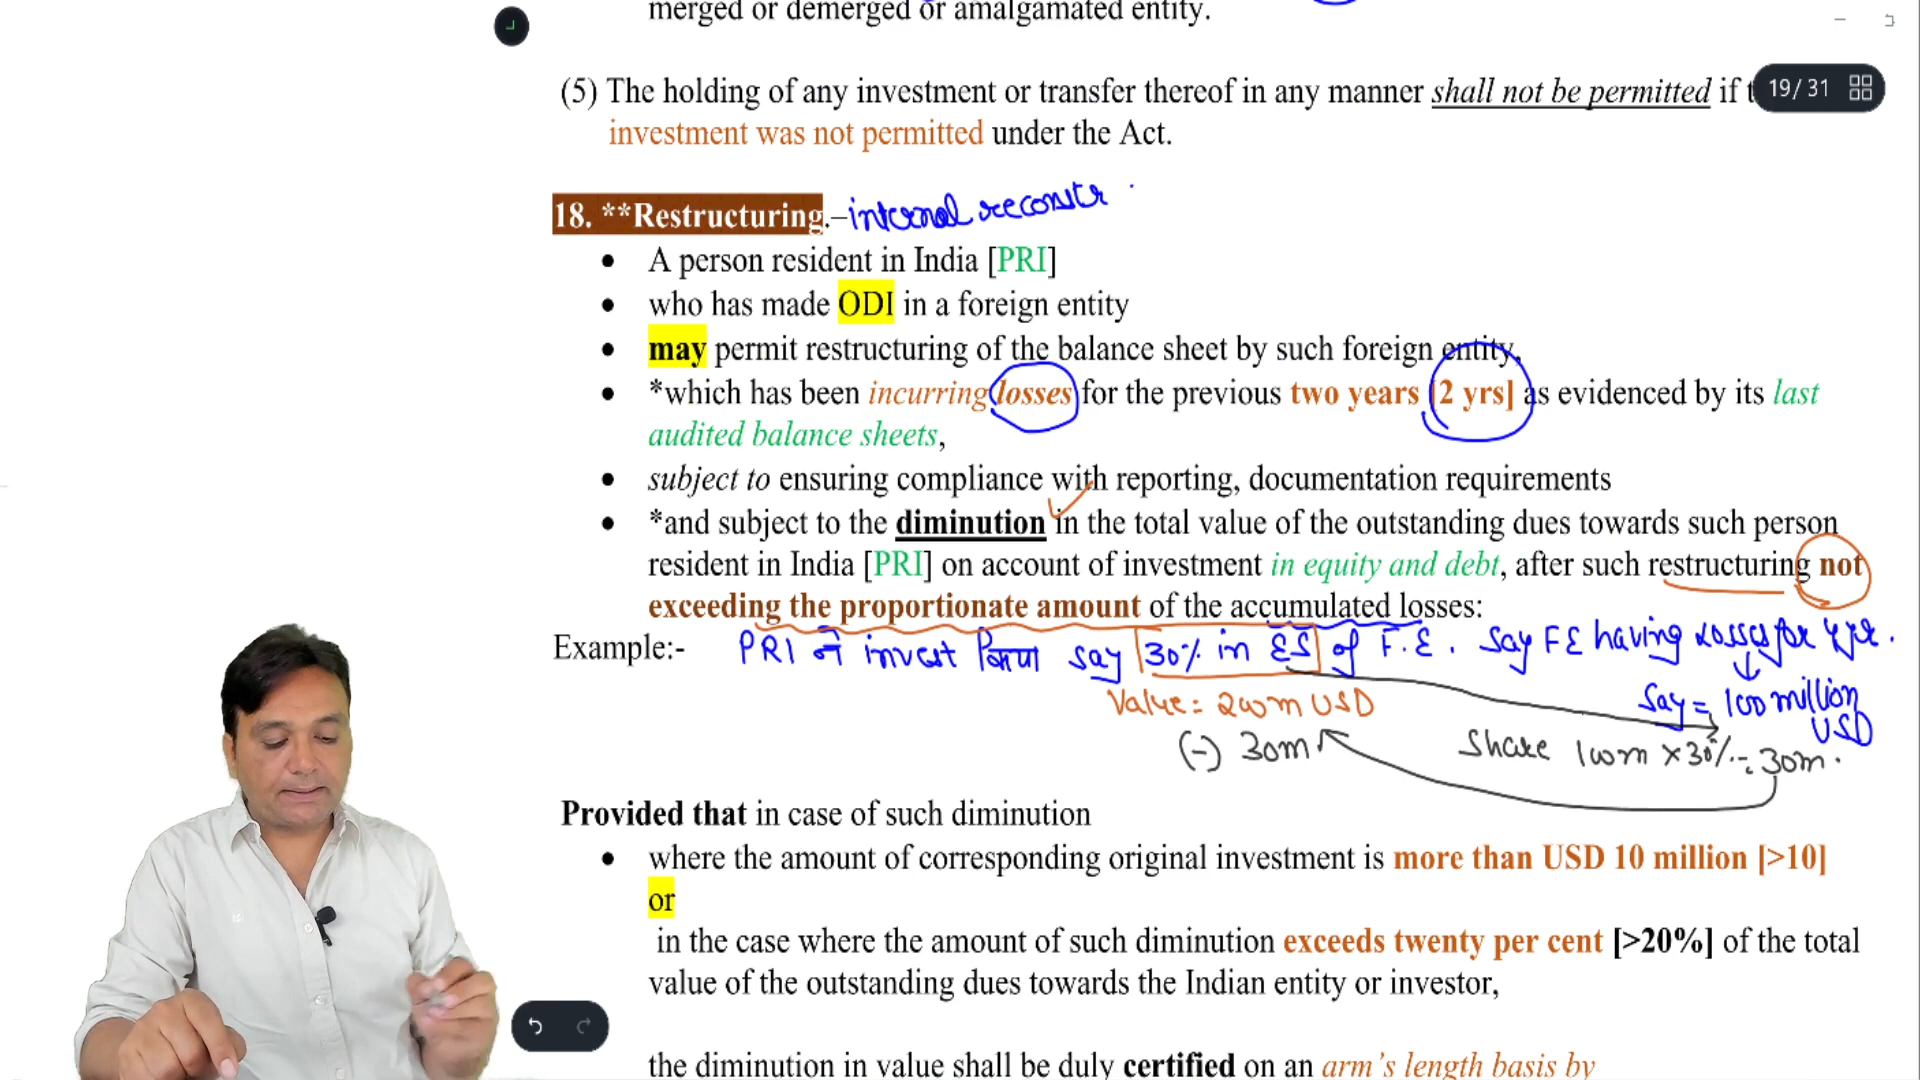 merged or demerged or amalgamated entity.
(5) The holding of any investment or transfer thereof in any manner shall not be permitted if t
19/ 31
investment was not permitted under the Act.
18. **Restructuring.– internal reconstr
• A person resident in India [PRI]
• who has made ODI in a foreign entity
• may permit restructuring of the balance sheet by such foreign entity,
• *which has been incurring losses for the previous two years [2 yrs] as evidenced by its last
audited balance sheets,
• subject to ensuring compliance with reporting, documentation requirements
• *and subject to the diminution in the total value of the outstanding dues towards such person
resident in India [PRI] on account of investment in equity and debt, after such restructuring not
exceeding the proportionate amount of the accumulated losses:
Example:- PRI ने invest किया say 30% in ES of F.E. Say FE having losses for
Say = 100 million
USD
Value = 200m USD
(-) 30m
Share 100m x 30% = 30m.
Provided that in case of such diminution
• where the amount of corresponding original investment is more than USD 10 million [>10]
or
in the case where the amount of such diminution exceeds twenty per cent [>20%] of the total
value of the outstanding dues towards the Indian entity or investor,
the diminution in value shall be duly certified on an arm's length basis by